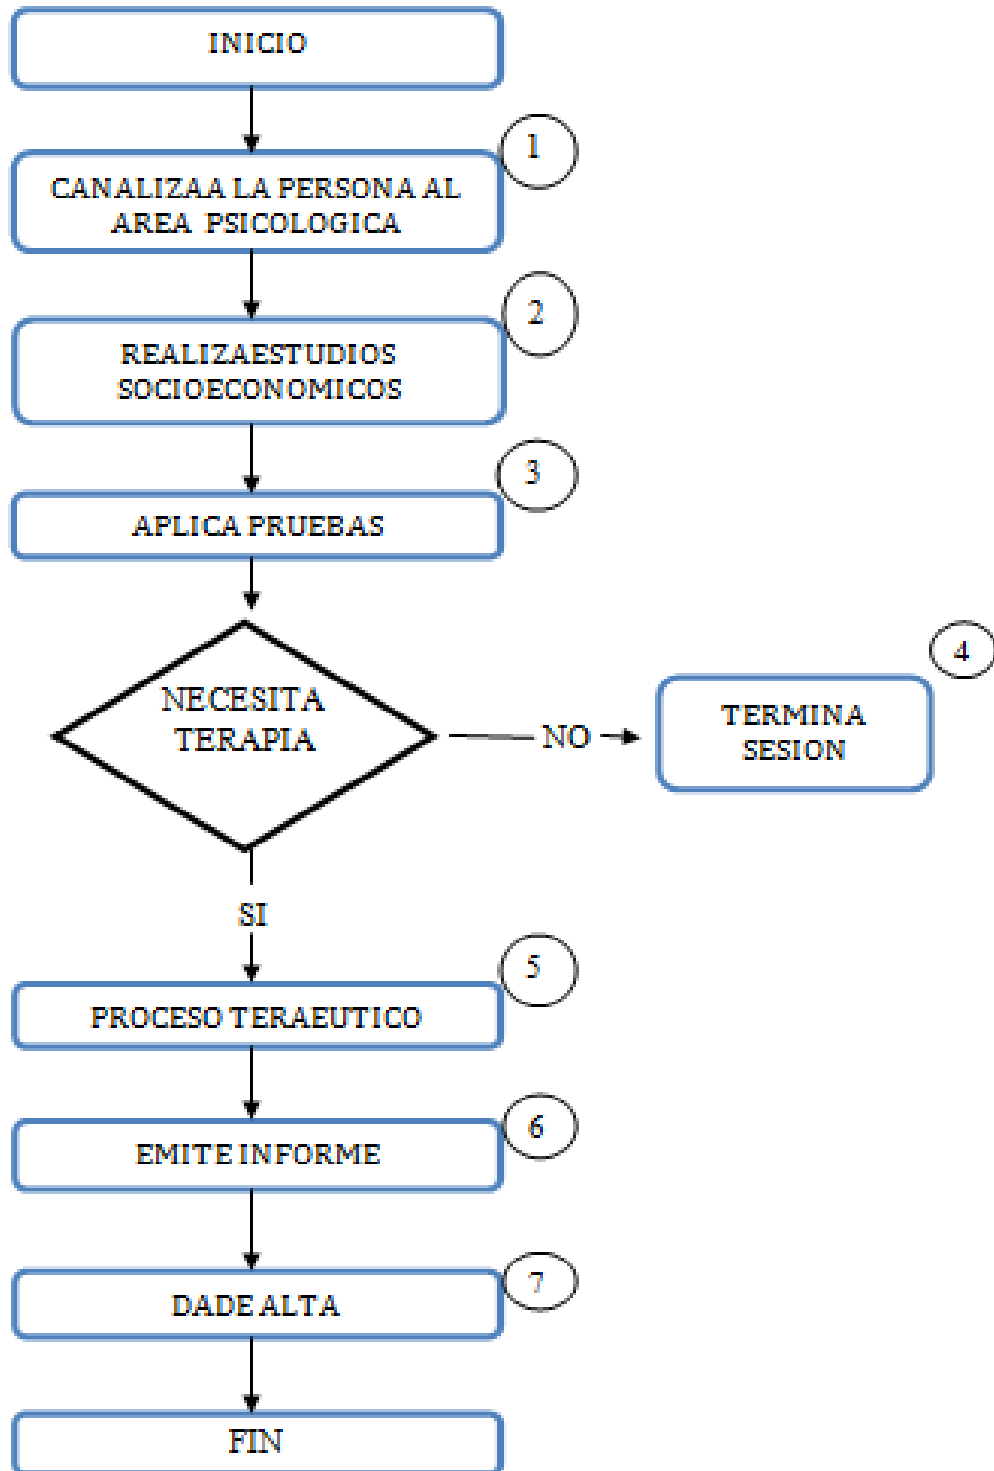 INICIO
1
CANALIZAA LA PERSONA AL
AREA PSICOLOGICA
2
REALIZAESTUDIOS
SOCIOECONOMICOS
3
APLICA PRUEBAS
NECESITA
TERAPIA
NO
4
TERMINA
SESION
SI
5
PROCESO TERAEUTICO
6
EMITE INFORME
7
DADE ALTA
FIN